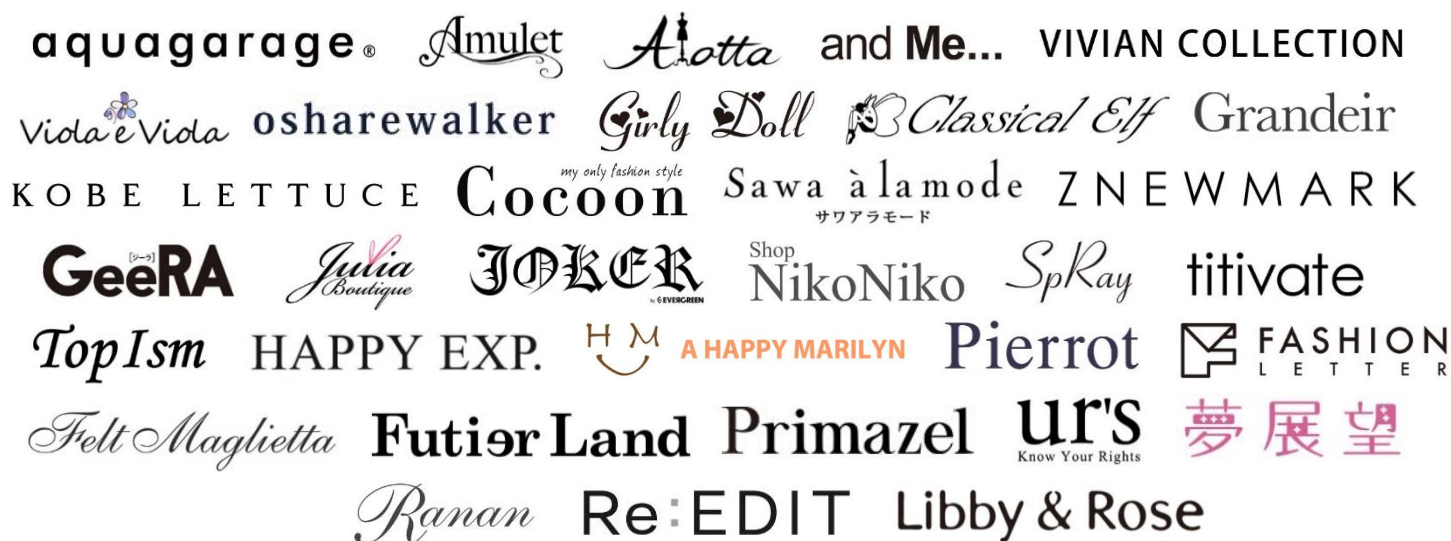 aquagarage® Amulet Alotta and Me... VIVIAN COLLECTION
Viola e Viola osharewalker Girly Doll Classical Elf Grandeir
KOBE LETTUCE my only fashion style Cocoon Sawa à la mode ZNEWMARK
サワアラモード
[ジーラ] GeeRA Julia Boutique JOKER by EVERGREEN Shop NikoNiko SpRay titivate
TopIsm HAPPY EXP. HM A HAPPY MARILYN Pierrot FASHION LETTER
Felt Maglietta Futier Land Primazel ur's Know Your Rights 夢展望
Ranan Re:EDIT Libby & Rose